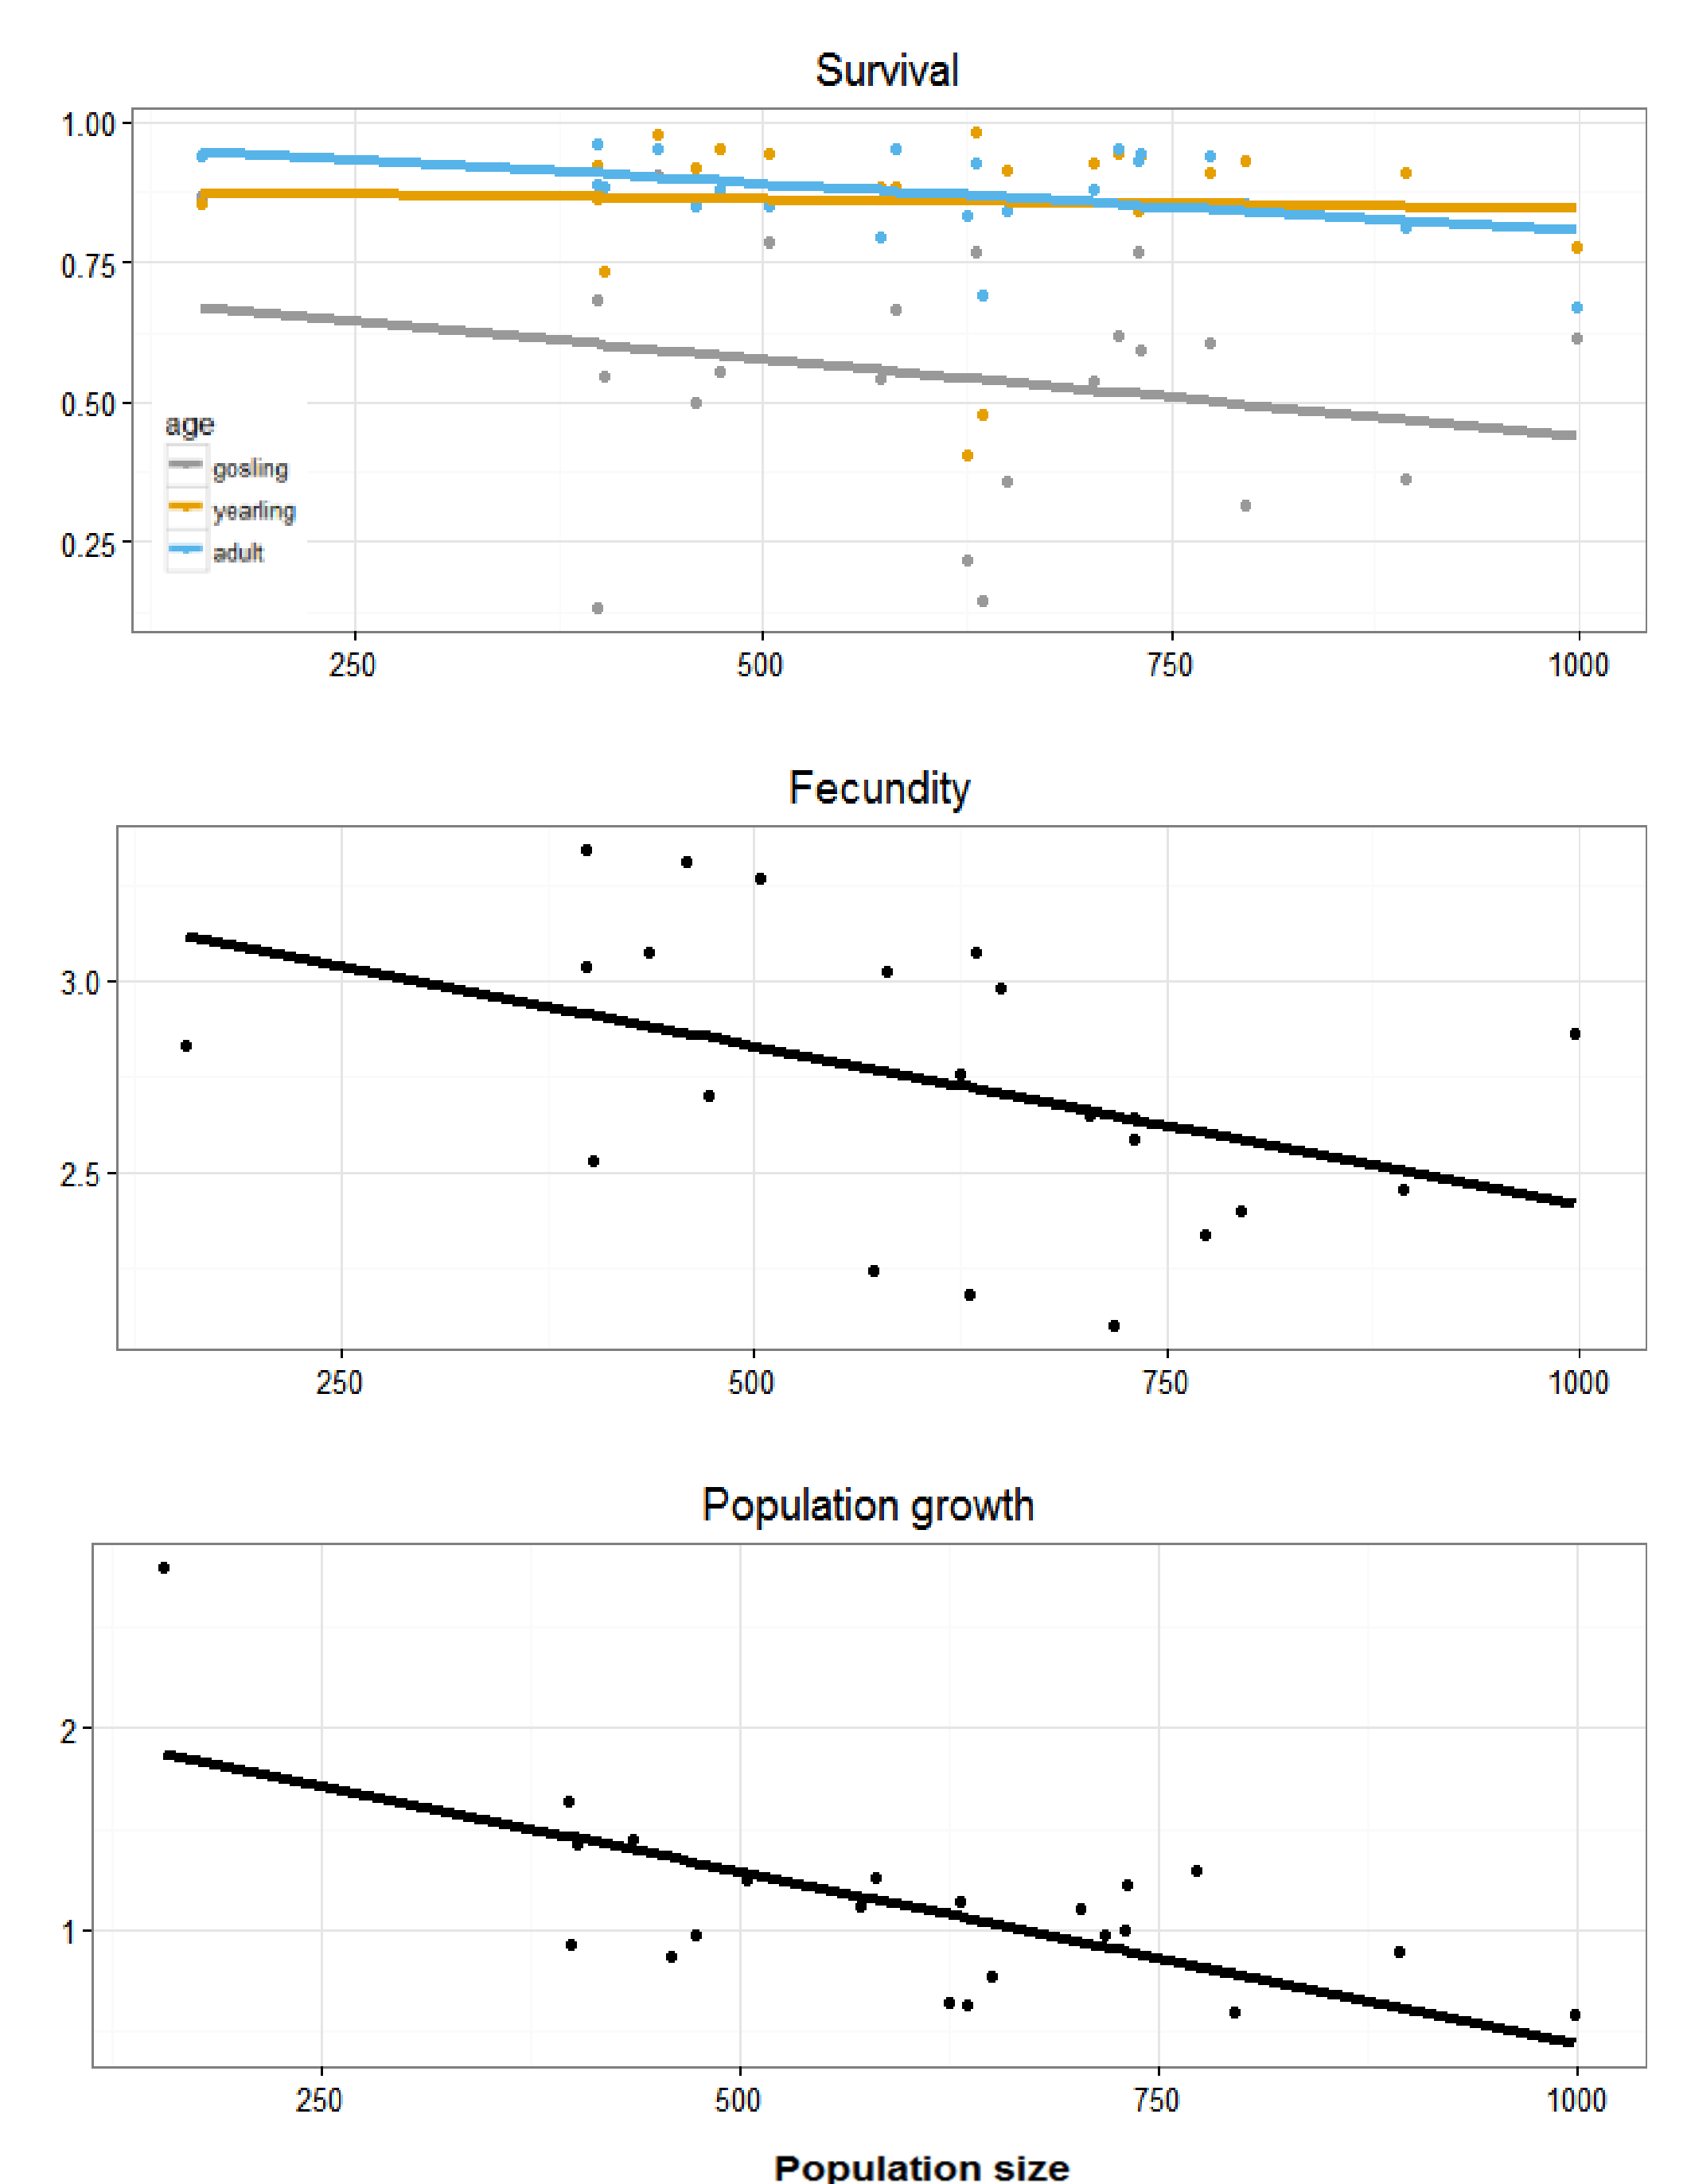 Survival
1.00
0.75
0.50
0.25
age
gosling
yearling
adult
250 500 750 1000
Fecundity
3.0
2.5
250 500 750 1000
Population growth
2
1
250 500 750 1000
Population size